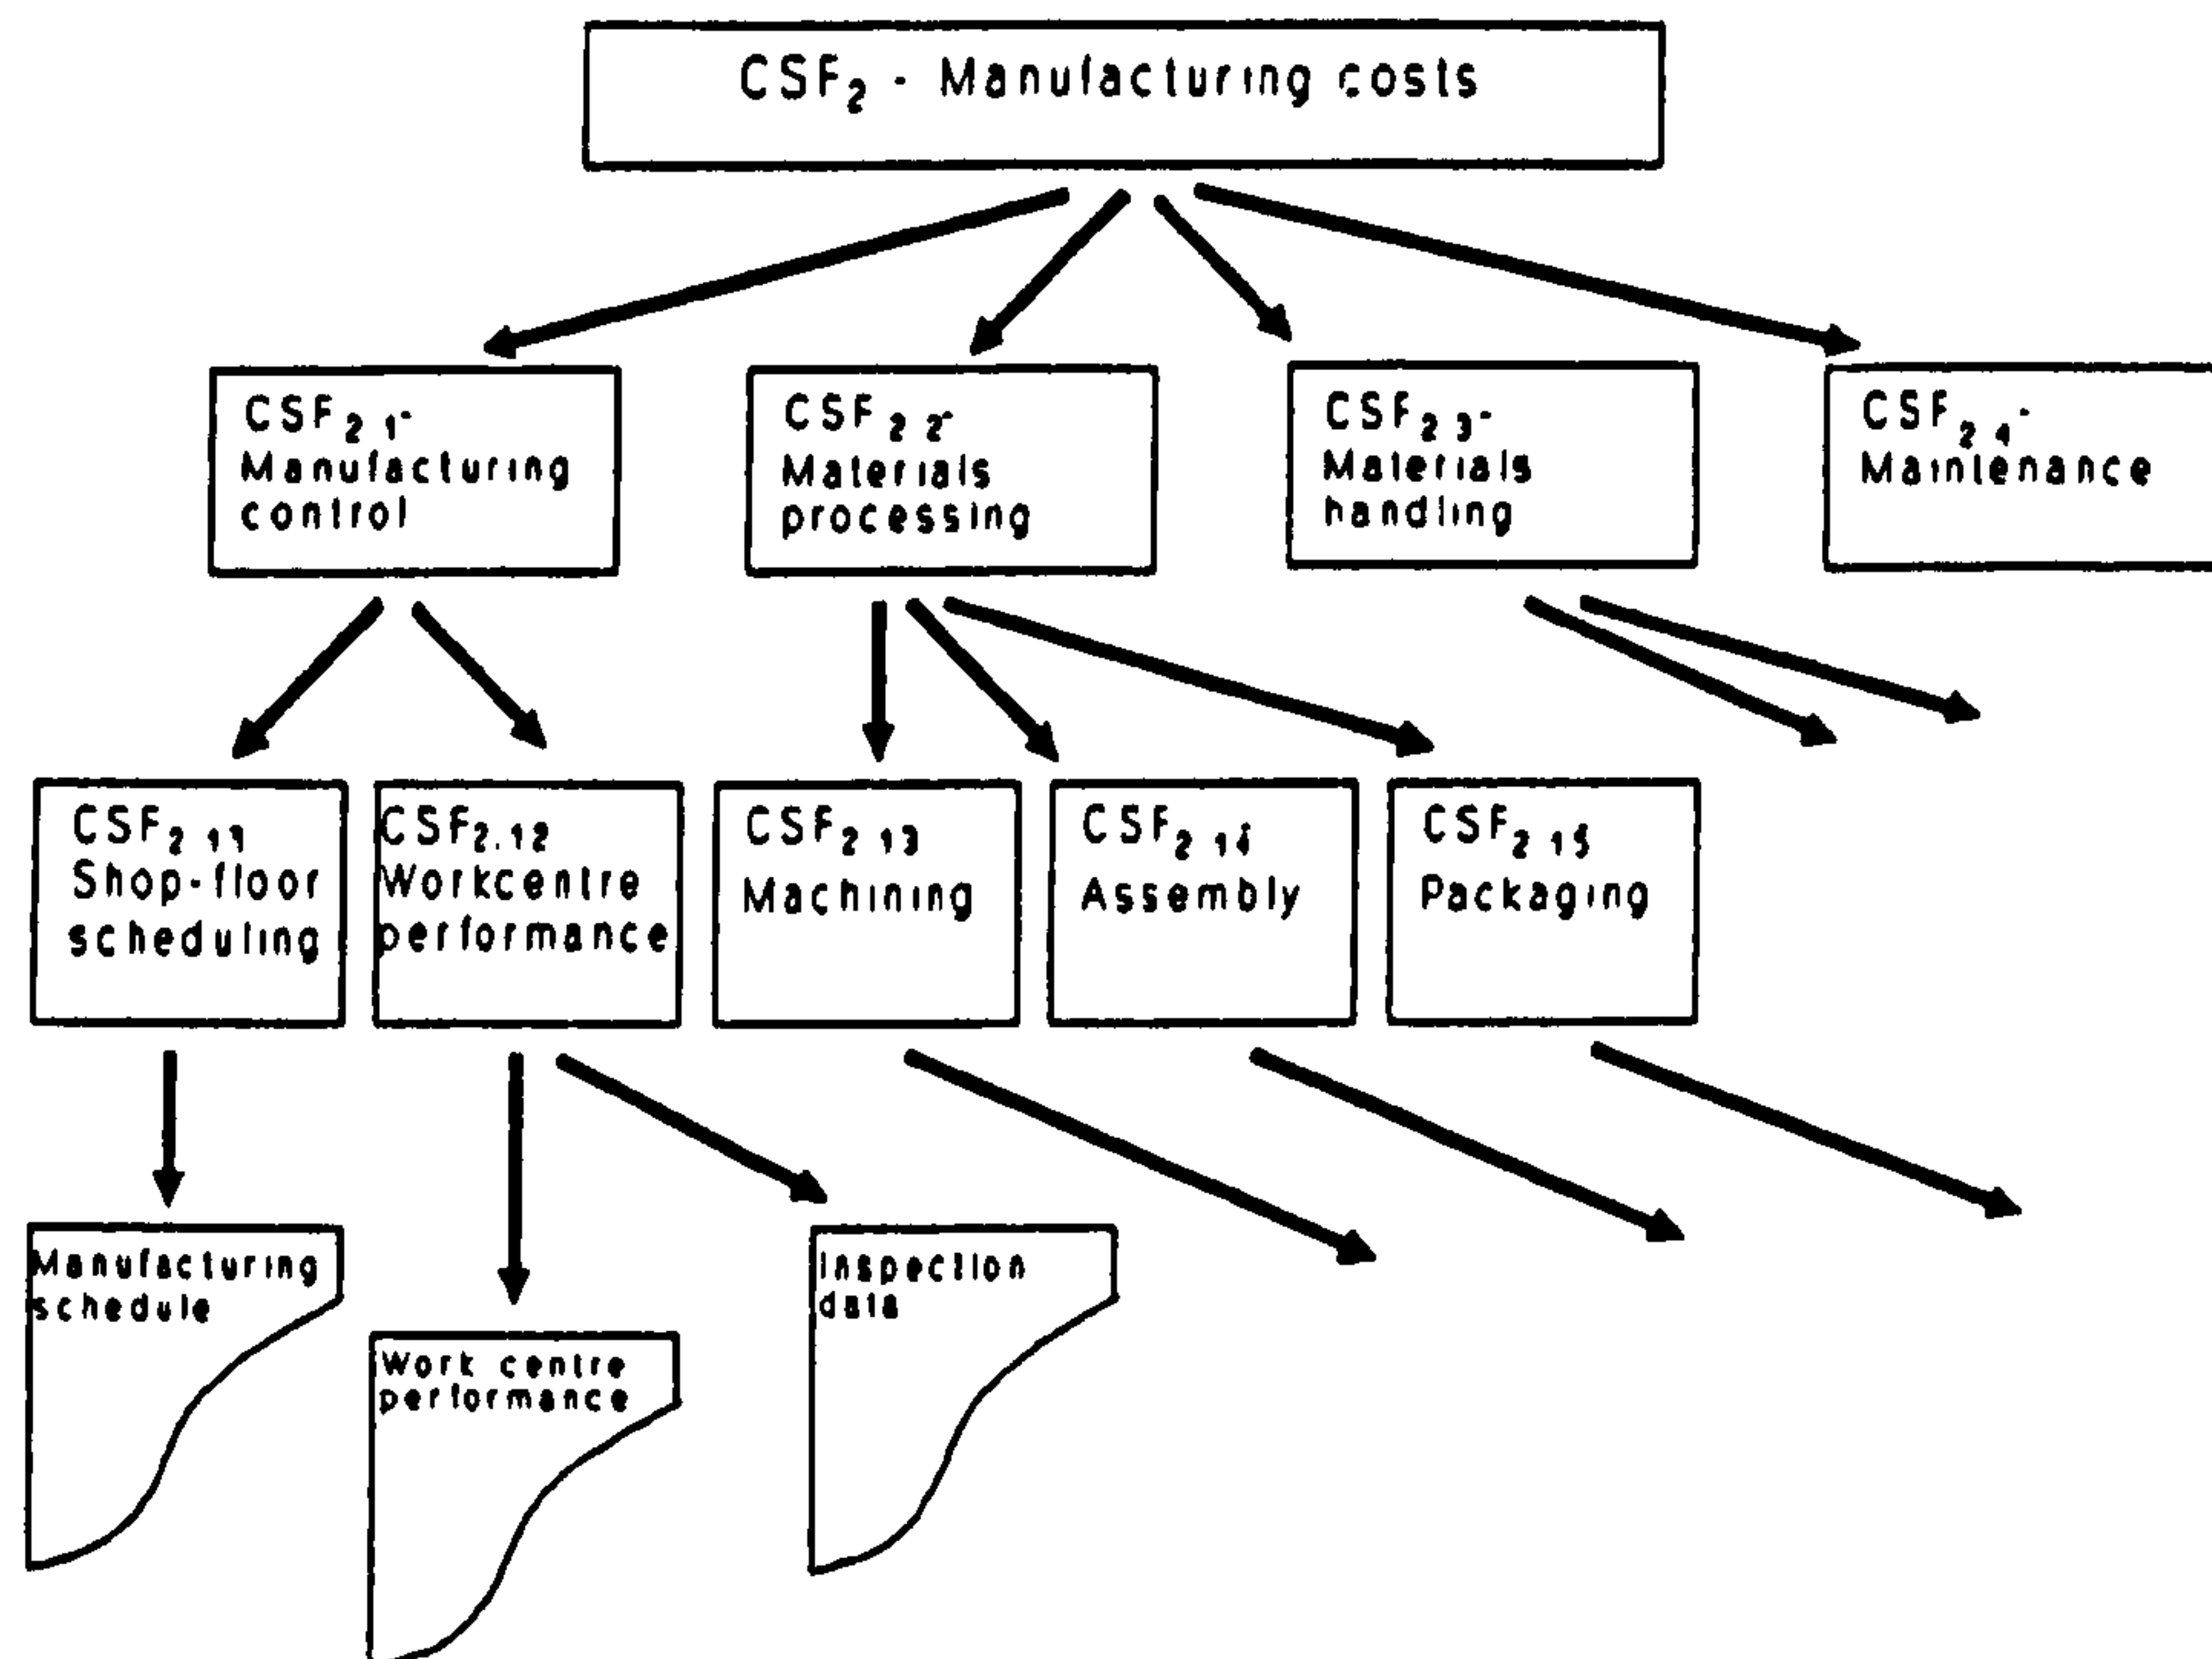 CSF2 - Manufacturing costs
CSF2 1-
Manufacturing
control
CSF2 2-
Materials
processing
CSF2 3-
Materials
handling
CSF2 4-
Maintenance
CSF2 11
Shop-floor
scheduling
CSF2.12
Workcentre
performance
CSF2 13
Machining
CSF2 14
Assembly
CSF2 15
Packaging
Manufacturing
schedule
Work centre
performance
Inspection
data